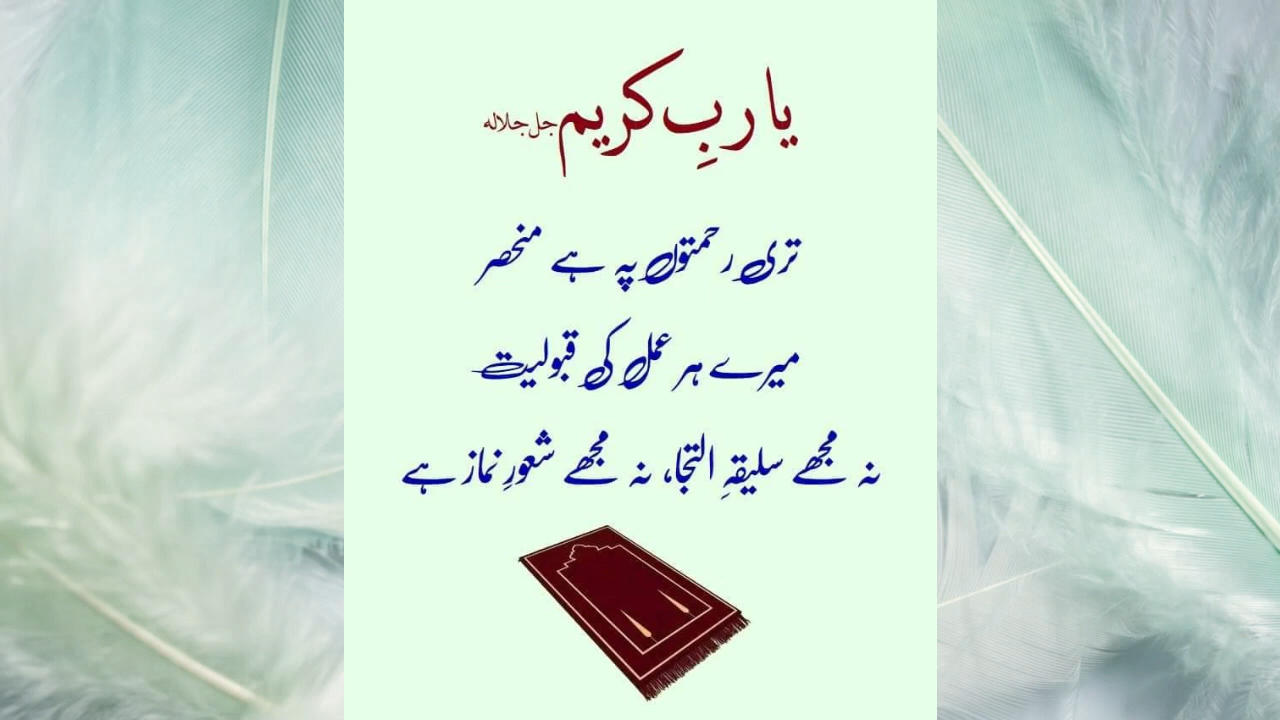 یا ربِ کریم جل جلالہ
تری رحمتوں پہ ہے منحصر
میرے ہر عمل کی قبولیت
نہ مجھے سلیقہِ التجا، نہ مجھے شعورِ نماز ہے